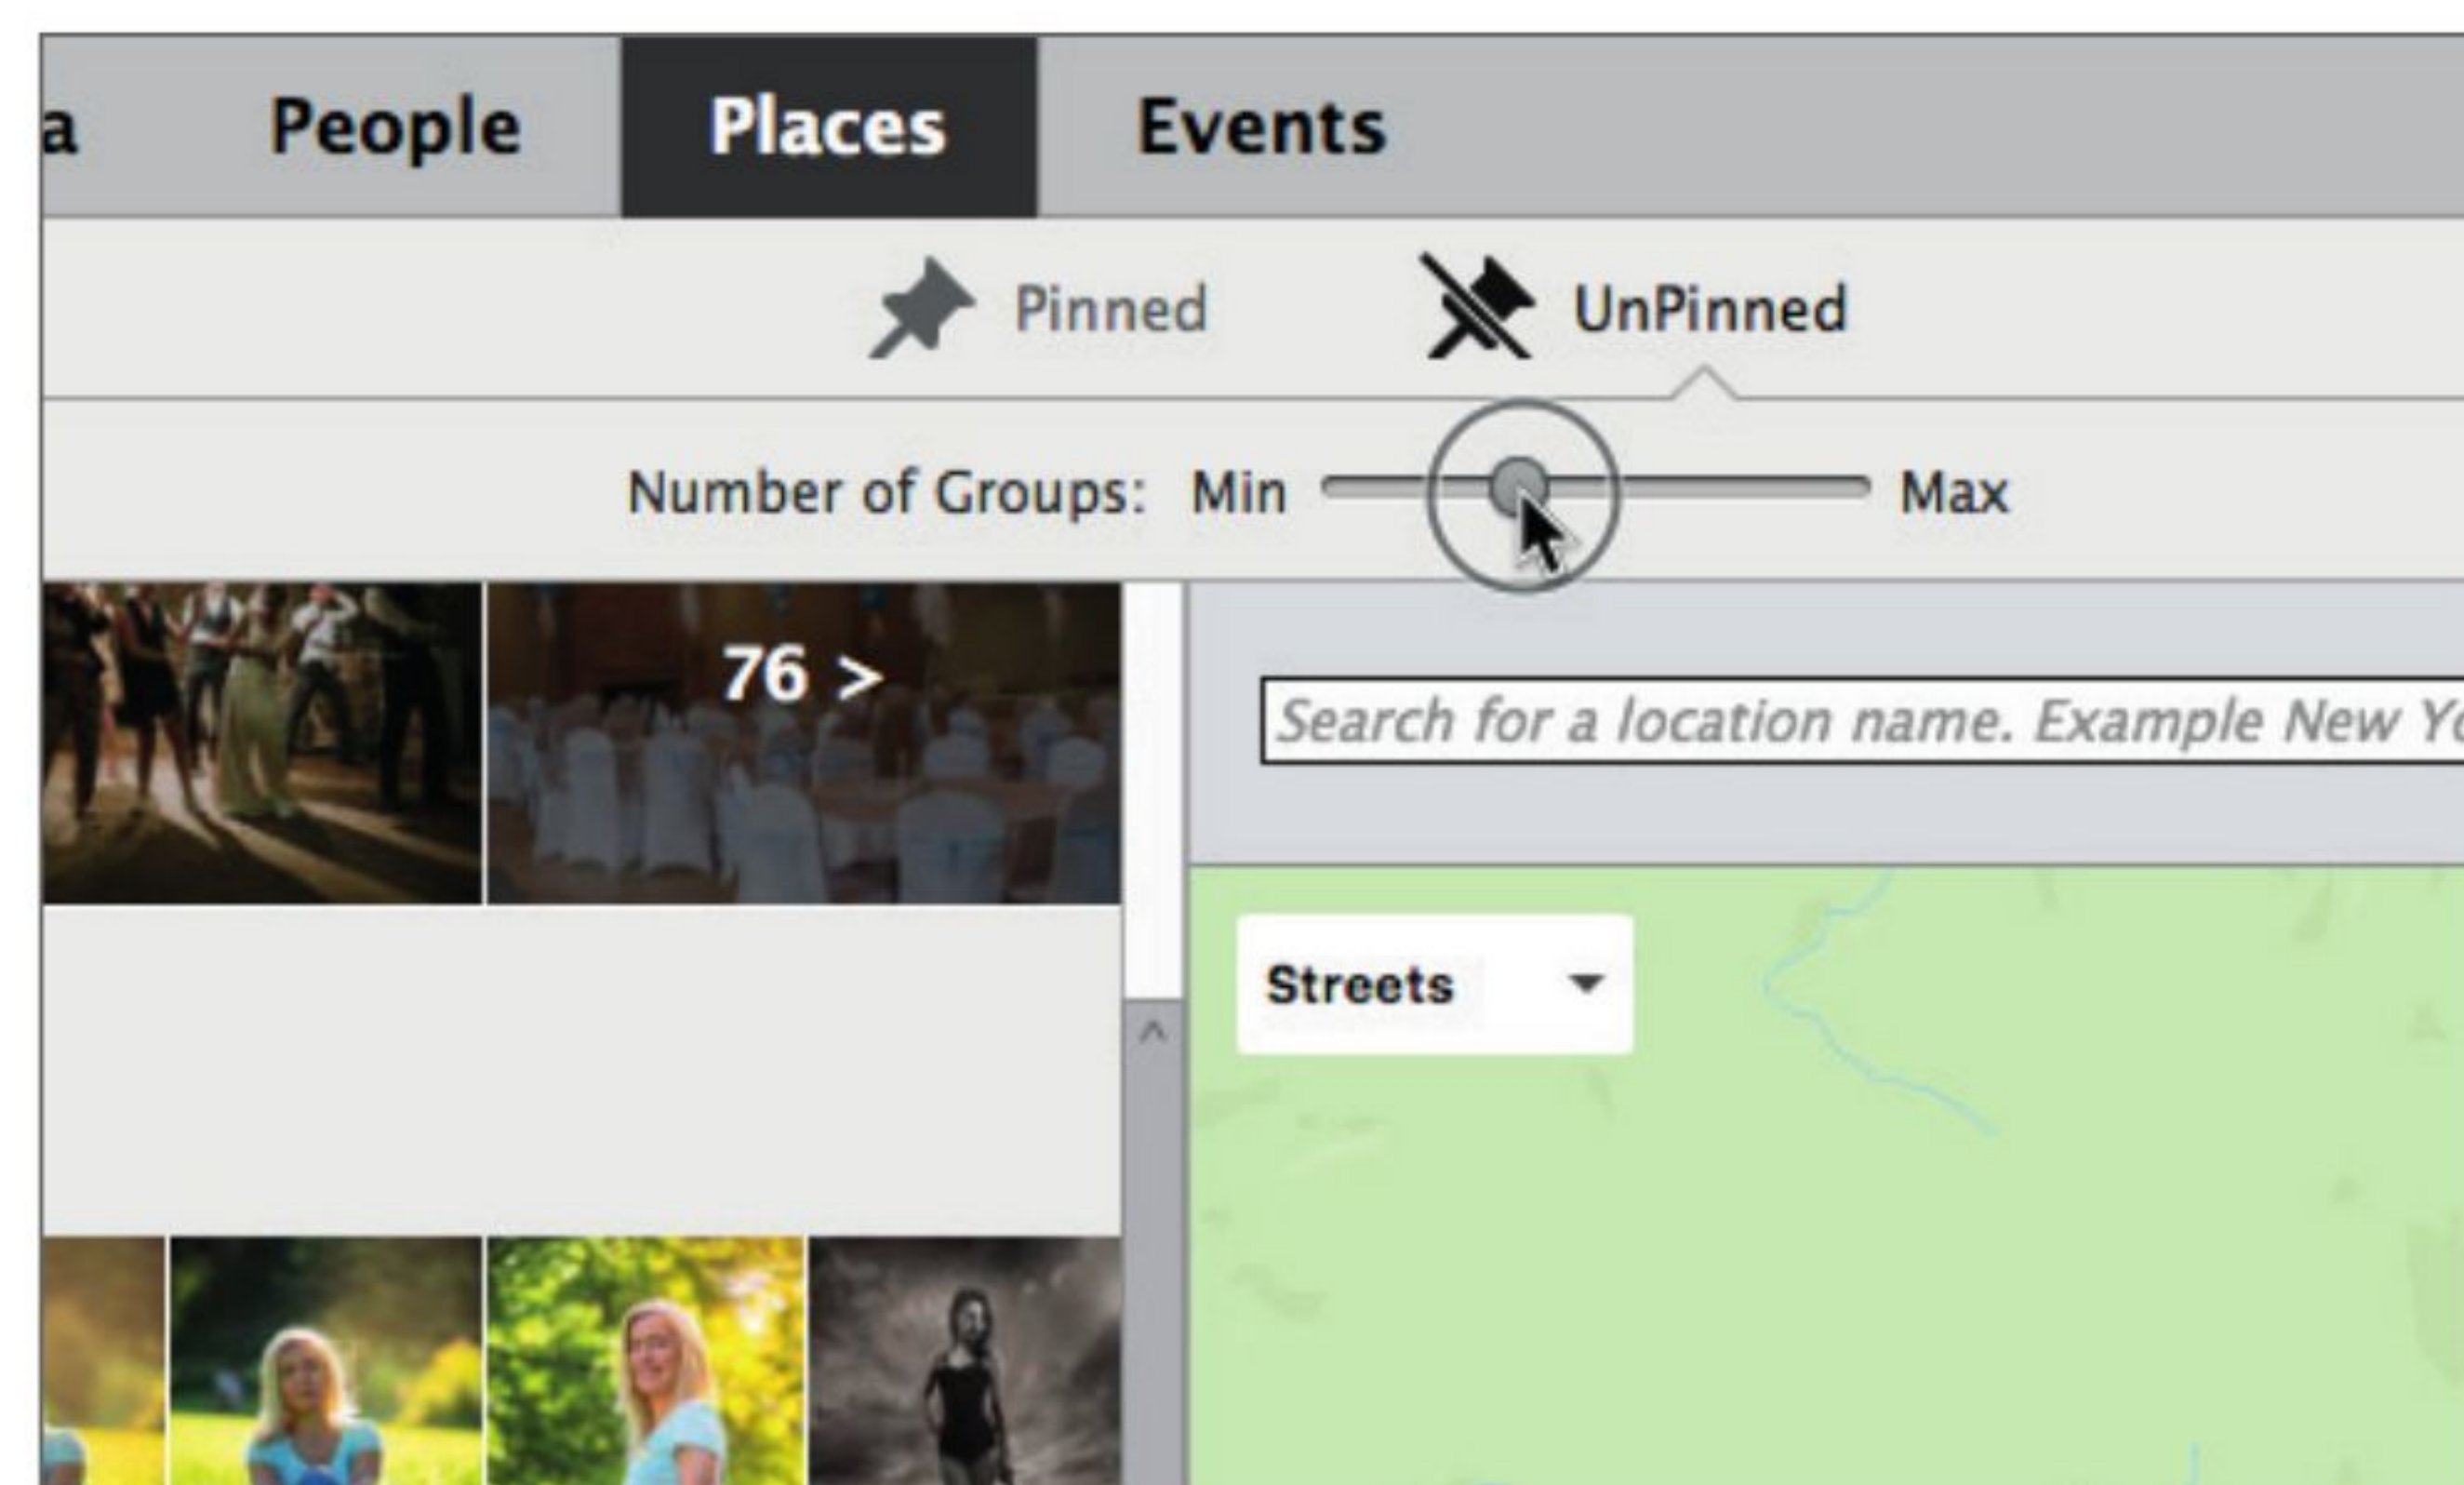 a People Places Events
Pinned UnPinned
Number of Groups: Min Max
76 >
Search for a location name. Example New Yo
Streets